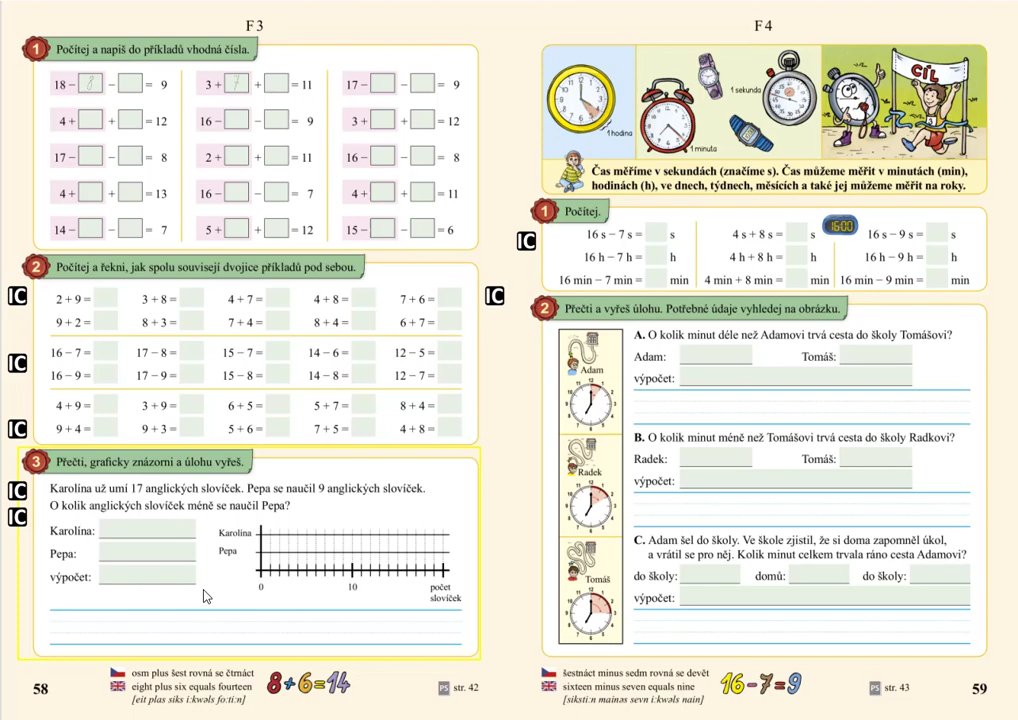 F 3
1 Počítej a napiš do příkladů vhodná čísla.
18 − 8 − = 9 3 + 7 + = 11 17 − − = 9
4 + + = 12 16 − − = 9 3 + + = 12
17 − − = 8 2 + + = 11 16 − − = 8
4 + + = 13 16 − − = 7 4 + + = 11
14 − − = 7 5 + + = 12 15 − − = 6
2 Počítej a řekni, jak spolu souvisejí dvojice příkladů pod sebou.
IC
2 + 9 = 3 + 8 = 4 + 7 = 4 + 8 = 7 + 6 =
9 + 2 = 8 + 3 = 7 + 4 = 8 + 4 = 6 + 7 =
IC
16 − 7 = 17 − 8 = 15 − 7 = 14 − 6 = 12 − 5 =
16 − 9 = 17 − 9 = 15 − 8 = 14 − 8 = 12 − 7 =
4 + 9 = 3 + 9 = 6 + 5 = 5 + 7 = 8 + 4 =
IC
9 + 4 = 9 + 3 = 5 + 6 = 7 + 5 = 4 + 8 =
3 Přečti, graficky znázorni a úlohu vyřeš.
IC
Karolína už umí 17 anglických slovíček. Pepa se naučil 9 anglických slovíček.
IC
O kolik anglických slovíček méně se naučil Pepa?
Karolína:
Pepa:
výpočet:
Karolína
Pepa
0 10 počet
slovíček
osm plus šest rovná se čtrnáct
eight plus six equals fourteen
[eit plas siks i:kwəls fo:ti:n]
8+6=14
PS str. 42
58
F 4
1 hodina
1 minuta
1 sekunda
CÍL
Čas měříme v sekundách (značíme s). Čas můžeme měřit v minutách (min),
hodinách (h), ve dnech, týdnech, měsících a také jej můžeme měřit na roky.
1 Počítej.
16:00
IC
16 s − 7 s = s 4 s + 8 s = s 16 s − 9 s = s
16 h − 7 h = h 4 h + 8 h = h 16 h − 9 h = h
16 min − 7 min = min 4 min + 8 min = min 16 min − 9 min = min
IC
2 Přečti a vyřeš úlohu. Potřebné údaje vyhledej na obrázku.
Adam
Radek
Tomáš
A. O kolik minut déle než Adamovi trvá cesta do školy Tomášovi?
Adam: Tomáš:
výpočet:
B. O kolik minut méně než Tomášovi trvá cesta do školy Radkovi?
Radek: Tomáš:
výpočet:
C. Adam šel do školy. Ve škole zjistil, že si doma zapomněl úkol,
a vrátil se pro něj. Kolik minut celkem trvala ráno cesta Adamovi?
do školy: domů: do školy:
výpočet:
šestnáct minus sedm rovná se devět
sixteen minus seven equals nine
[siksti:n mainəs sevn i:kwəls nain]
16−7=9
PS str. 43
59